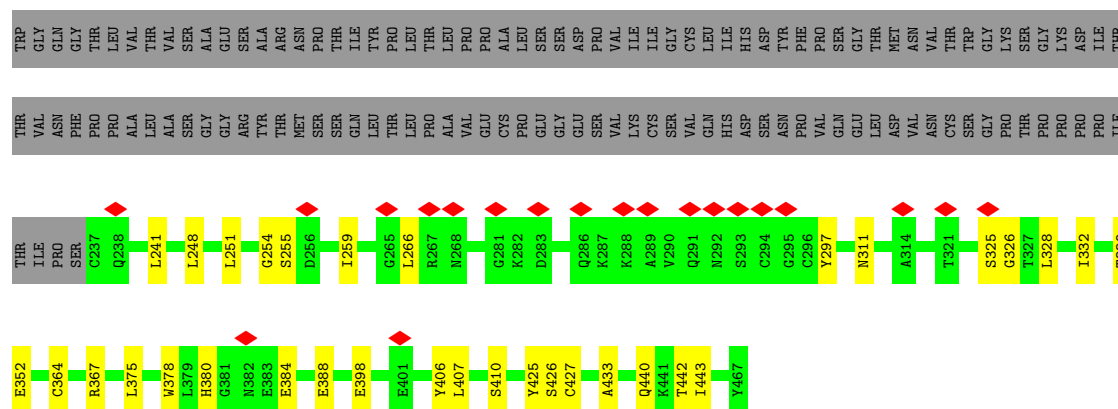 TRP GLY GLN GLY THR LEU VAL THR VAL SER ALA GLU SER ALA ARG ASN PRO THR ILE TYR PRO LEU THR LEU PRO PRO ALA LEU SER SER ASP PRO VAL ILE ILE GLY CYS LEU ILE HIS ASP TYR PHE PRO SER GLY THR MET ASN VAL THR TRP GLY LYS SER GLY LYS ASP ILE THR
THR VAL ASN PHE PRO PRO ALA LEU ALA SER GLY GLY ARG TYR THR MET SER SER GLN LEU THR LEU PRO ALA VAL GLU CYS PRO GLU GLY GLU SER VAL LYS CYS SER VAL GLN HIS ASP SER ASN PRO VAL GLN GLU LEU ASP VAL ASN CYS SER GLY PRO THR PRO PRO PRO PRO ILE
THR ILE PRO SER C237 Q238 L241 L248 L251 G254 S255 D256 I259 G265 L266 R267 N268 G281 K282 D283 Q286 K287 K288 A289 V290 Q291 N292 S293 C294 G295 C296 Y297 N311 A314 T321 S325 G326 T327 L328 I332
E352 C364 R367 L375 W378 L379 H380 G381 N382 E383 E384 E388 E398 E401 Y406 L407 S410 Y425 S426 C427 A433 Q440 K441 T442 I443 Y467